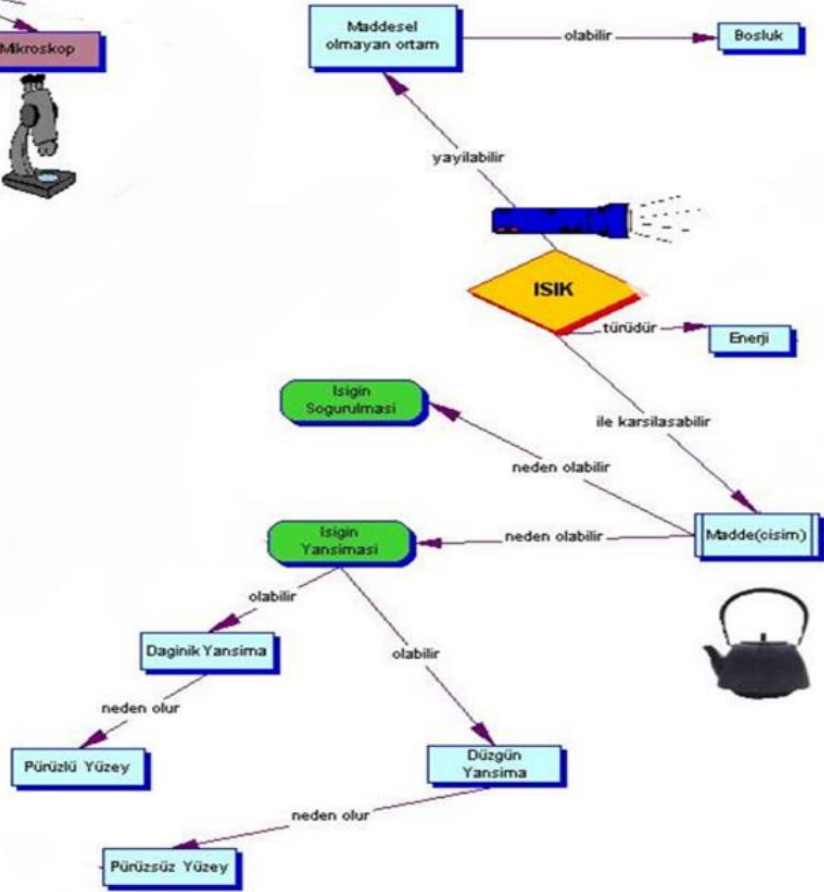 Mikroskop
Maddesel
olmayan ortam
olabilir
Bosluk
yayilabilir
ISIK
türüdür
Enerji
Isigin
Sogurulmasi
ile karsilasabilir
neden olabilir
Madde(cisim)
neden olabilir
Isigin
Yansimasi
olabilir
Daginik Yansima
olabilir
neden olur
Pürüzlü Yüzey
Düzgün
Yansima
neden olur
Pürüzsüz Yüzey